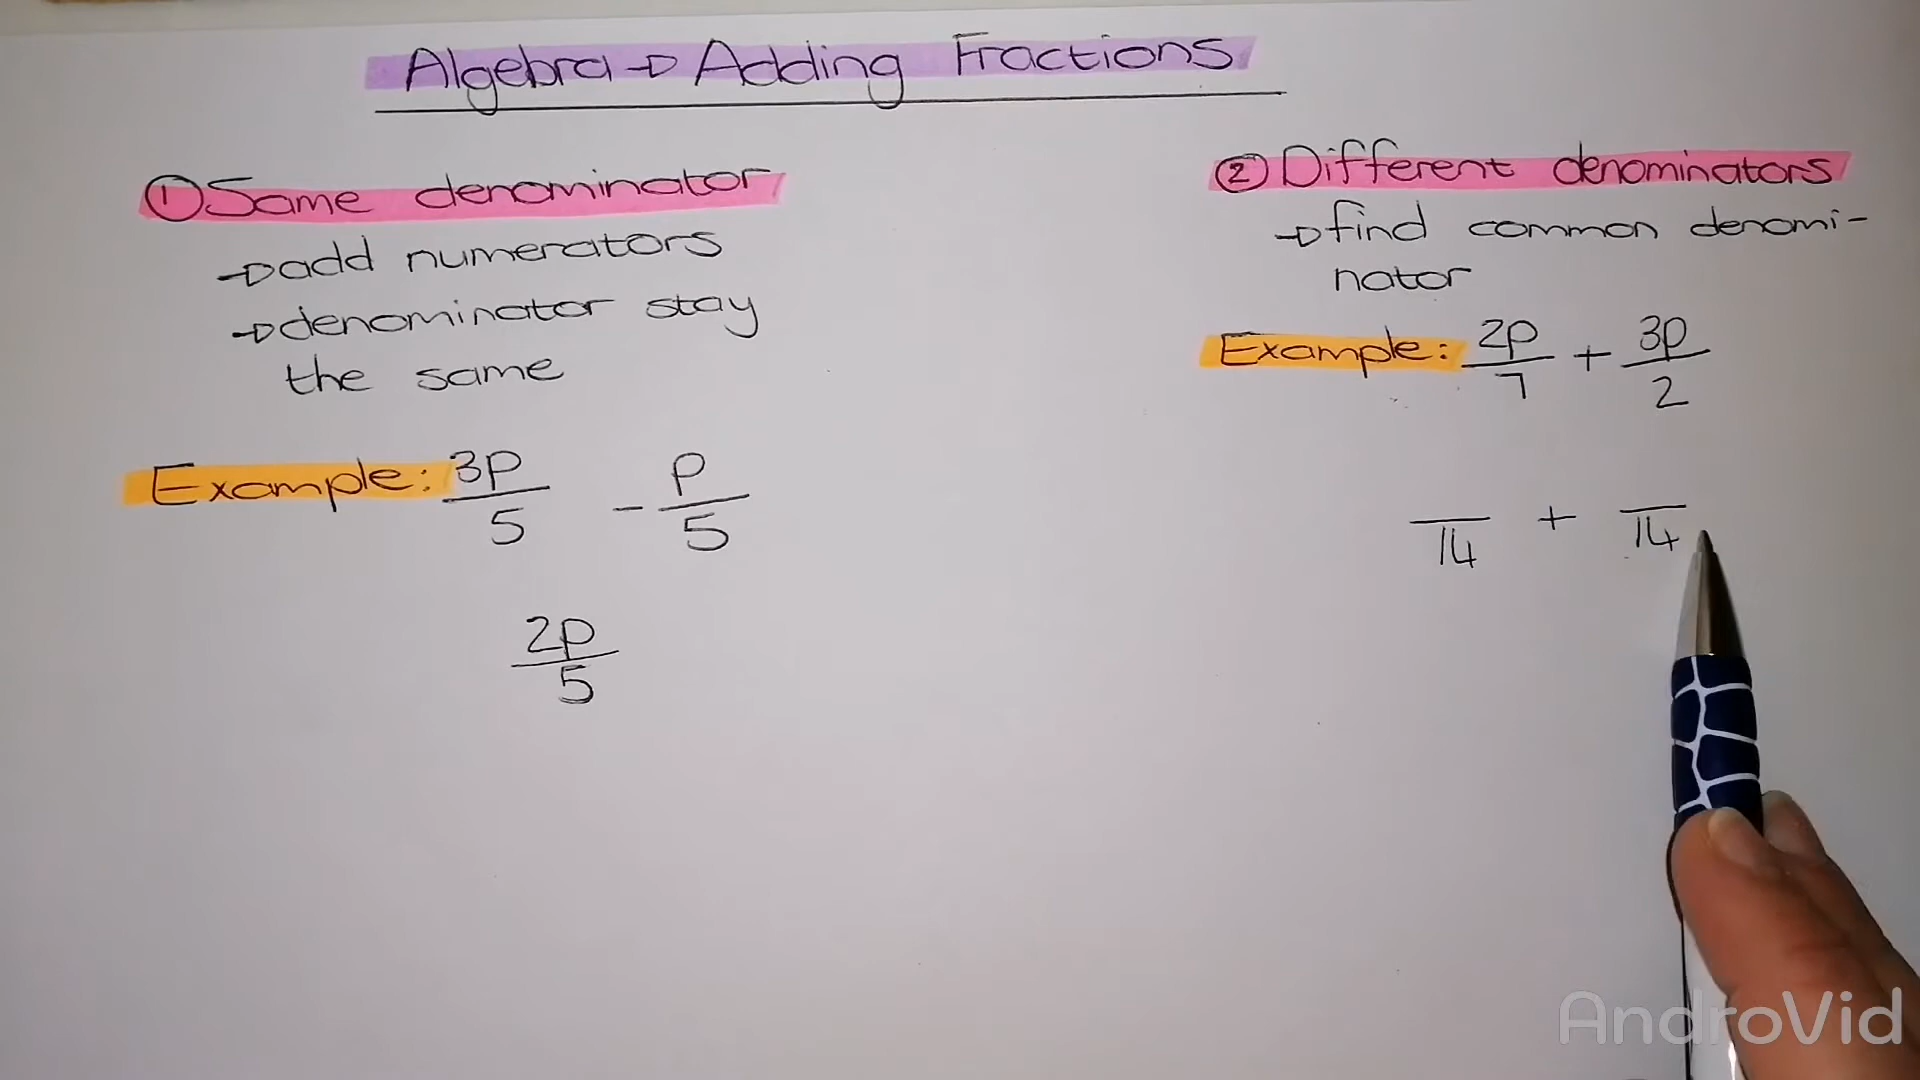 Algebra → Adding Fractions
① Same denominator
→ add numerators
→ denominator stay
the same
Example: 3p/5 - p/5
2p/5
② Different denominators
→ find common denomi-
nator
Example: 2p/7 + 3p/2
/14 + /14
AndroVid